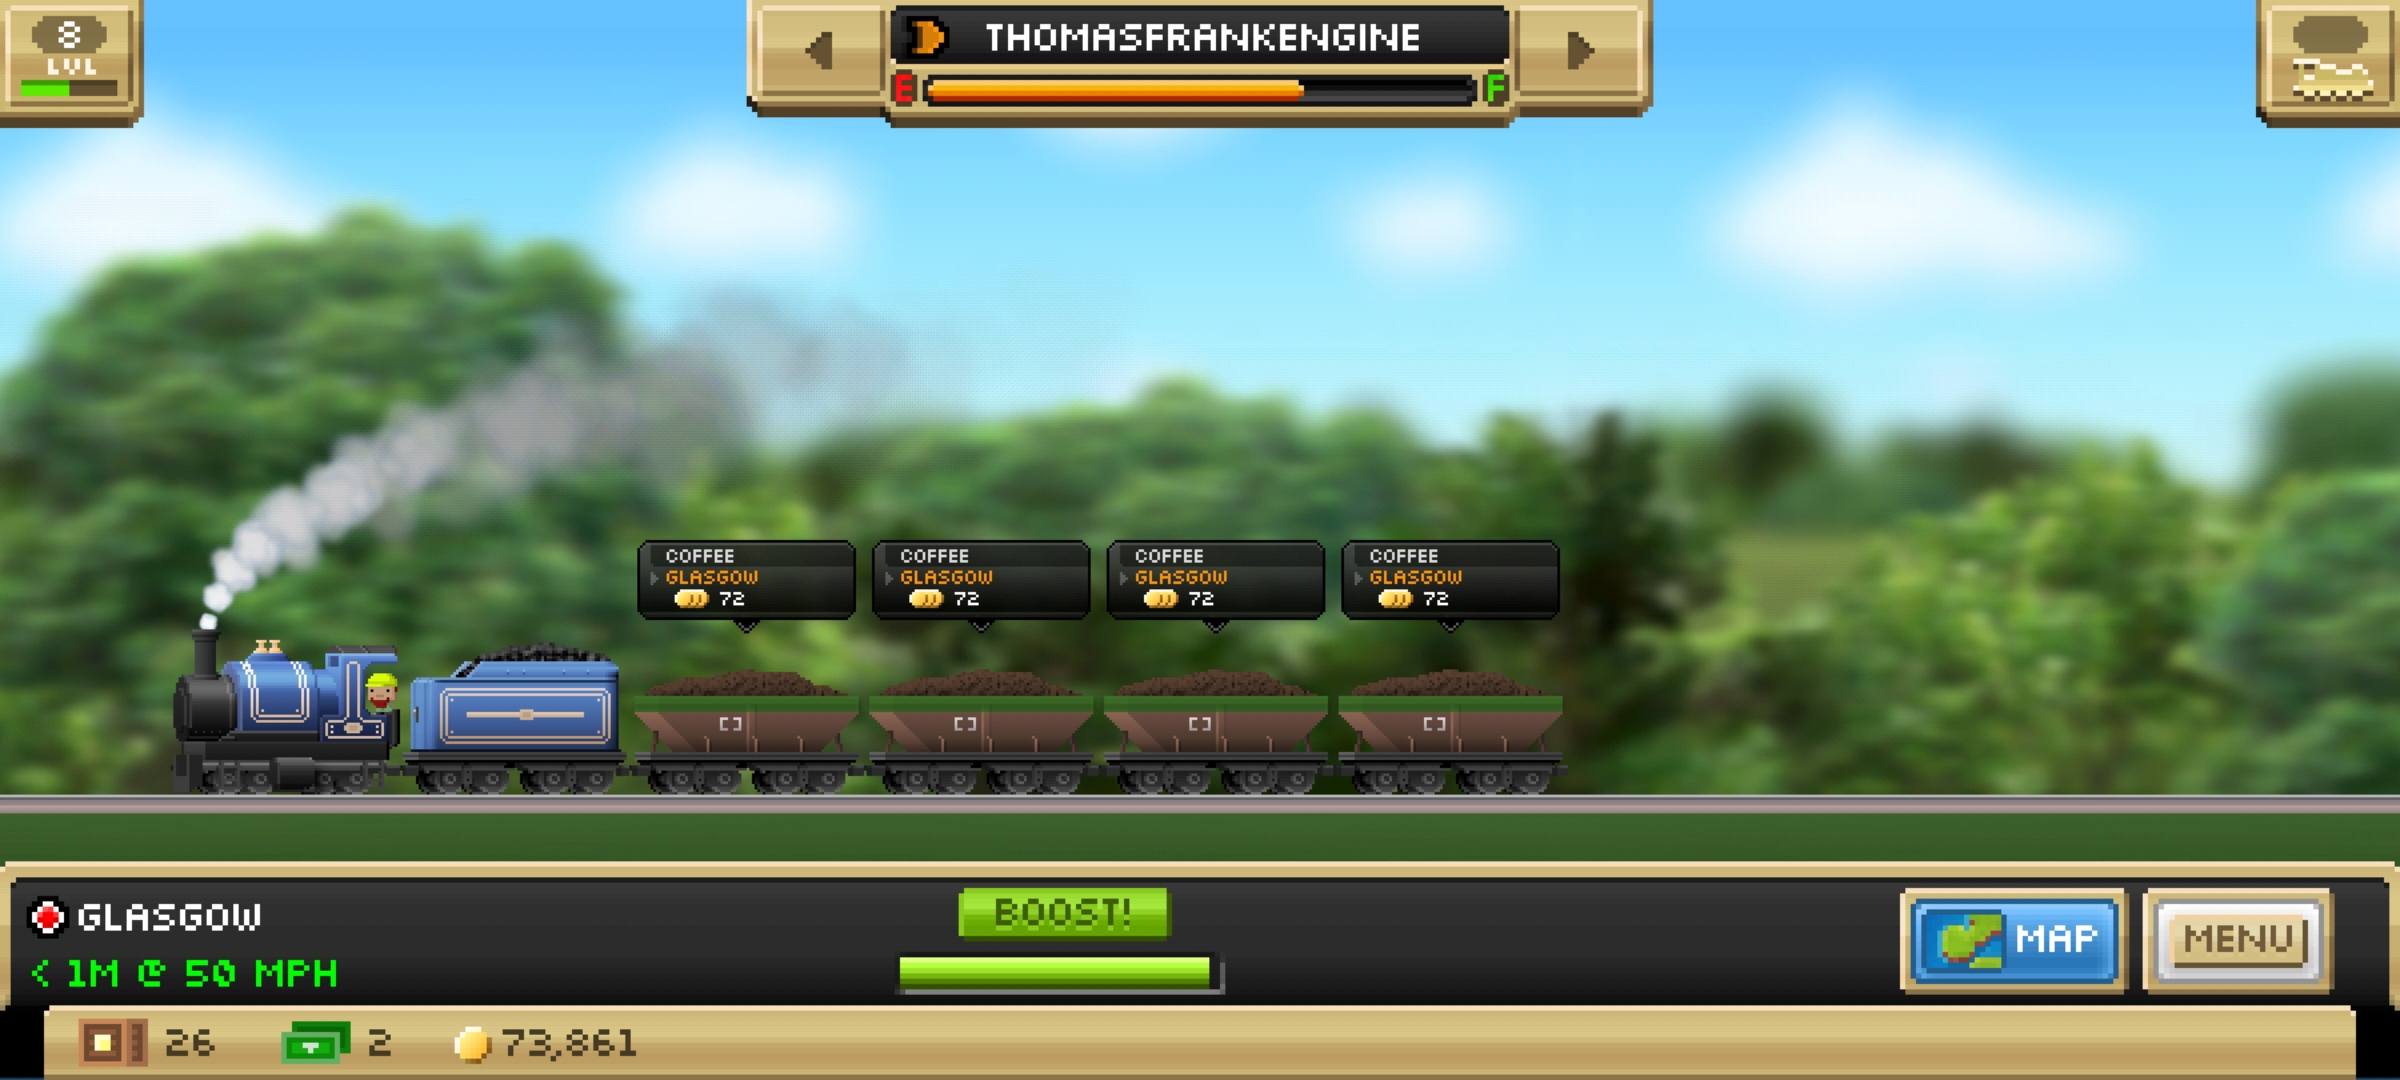 8
LVL
THOMASFRANKENGINE
E F
COFFEE
GLASGOW
72
COFFEE
GLASGOW
72
COFFEE
GLASGOW
72
COFFEE
GLASGOW
72
GLASGOW
< 1M @ 50 MPH
BOOST!
MAP
MENU
26 2 73,861